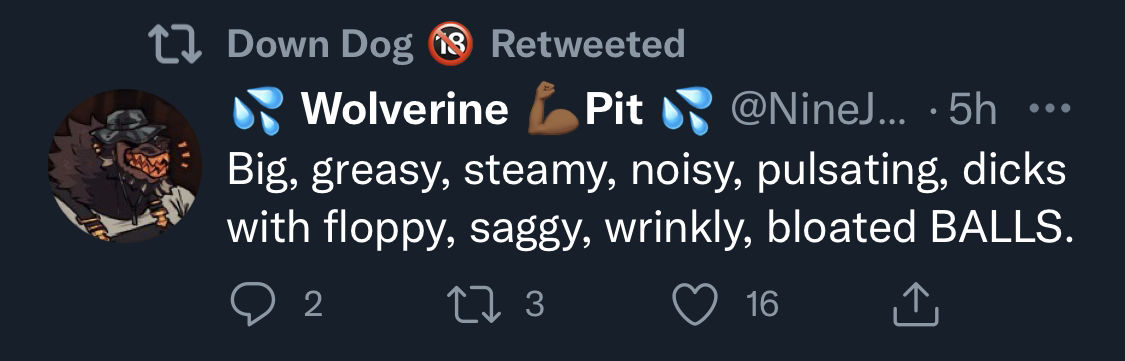 Down Dog 🔞 Retweeted
💦 Wolverine 💪🏾Pit 💦 @NineJ... · 5h
Big, greasy, steamy, noisy, pulsating, dicks
with floppy, saggy, wrinkly, bloated BALLS.
2 3 16